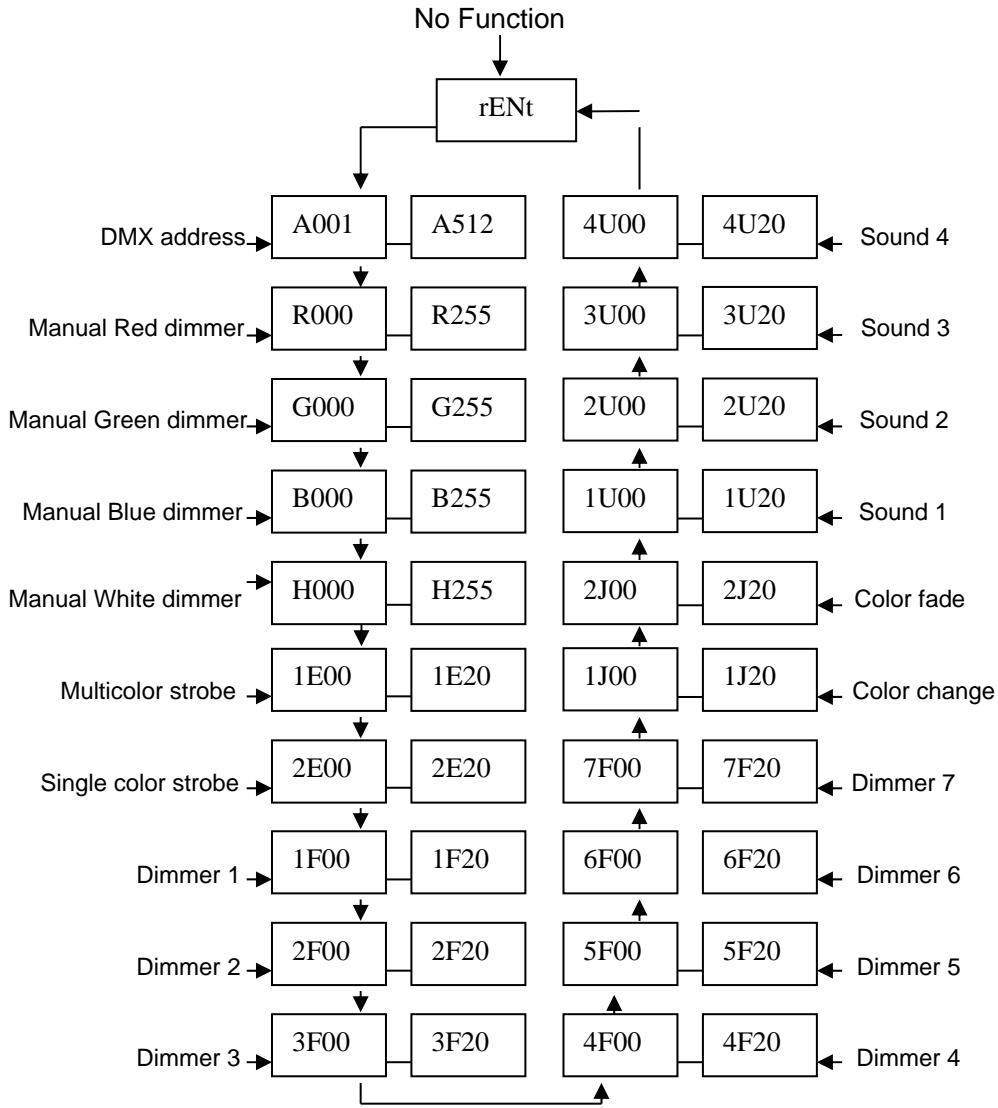 No Function
rENt
DMX address A001 A512 4U00 4U20 Sound 4
Manual Red dimmer R000 R255 3U00 3U20 Sound 3
Manual Green dimmer G000 G255 2U00 2U20 Sound 2
Manual Blue dimmer B000 B255 1U00 1U20 Sound 1
Manual White dimmer H000 H255 2J00 2J20 Color fade
Multicolor strobe 1E00 1E20 1J00 1J20 Color change
Single color strobe 2E00 2E20 7F00 7F20 Dimmer 7
Dimmer 1 1F00 1F20 6F00 6F20 Dimmer 6
Dimmer 2 2F00 2F20 5F00 5F20 Dimmer 5
Dimmer 3 3F00 3F20 4F00 4F20 Dimmer 4